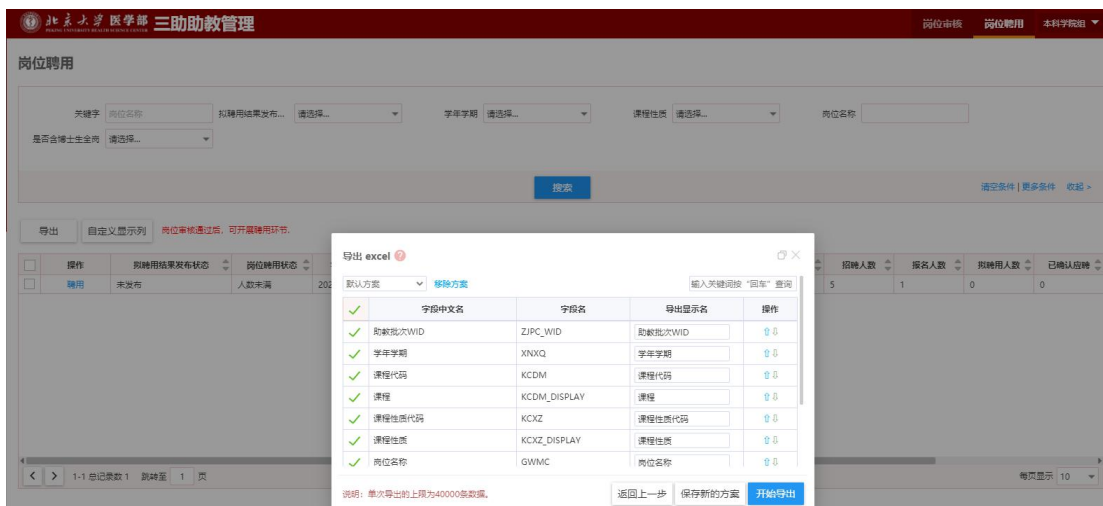 北京大学 医学部 三助助教管理 岗位审核 岗位聘用 本科学院组
PEKING UNIVERSITY HEALTH SCIENCE CENTER
岗位聘用
关键字 岗位名称 拟聘用结果发布... 请选择... 学年学期 请选择... 课程性质 请选择... 岗位名称
是否含博士生全岗 请选择...
搜索 清空条件 | 更多条件 收起
导出 自定义显示列 岗位审核通过后,可开展聘用环节.
操作 拟聘用结果发布状态 岗位聘用状态 招聘人数 报名人数 拟聘用人数 已确认应聘
聘用 未发布 人数未满 202 5 1 0 0
导出 excel ?
默认方案 移除方案 输入关键词按 "回车" 查询
字段中文名 字段名 导出显示名 操作
助教批次WID ZJPC_WID 助教批次WID
学年学期 XNXQ 学年学期
课程代码 KCDM 课程代码
课程 KCDM_DISPLAY 课程
课程性质代码 KCXZ 课程性质代码
课程性质 KCXZ_DISPLAY 课程性质
岗位名称 GWMC 岗位名称
说明: 单次导出的上限为40000条数据。 返回上一步 保存新的方案 开始导出
1-1 总记录数 1 跳转至 1 页 每页显示 10